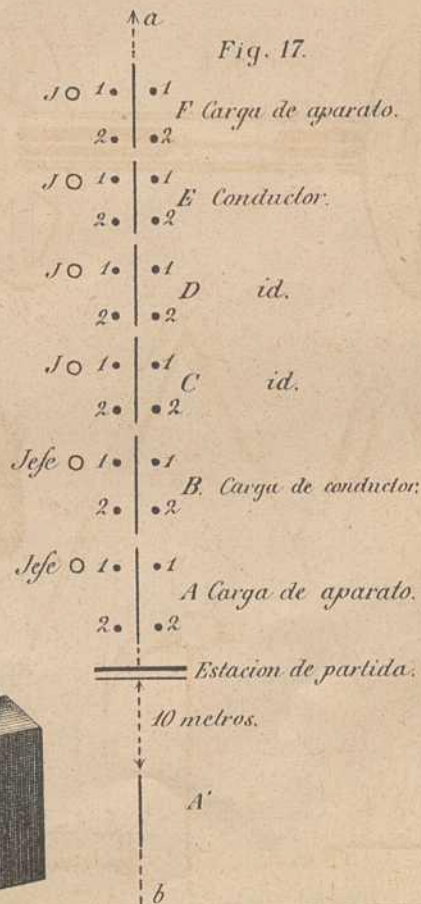 a
Fig. 17.
J 1 1
F Carga de aparato.
2 2
J 1 1
E Conductor.
2 2
J 1 1
D id.
2 2
J 1 1
C id.
2 2
Jefe 1 1
B. Carga de conductor.
2 2
Jefe 1 1
A Carga de aparato.
2 2
Estacion de partida.
10 metros.
A'
b